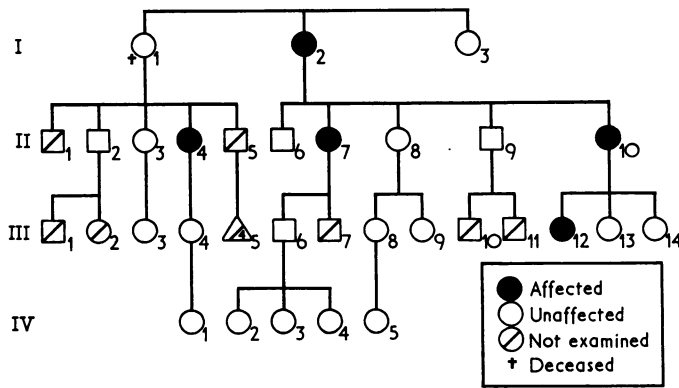 I † 1 2 3
II 1 2 3 4 5 6 7 8 9 10
III 1 2 3 4 4 5 6 7 8 9 10 11 12 13 14
IV 1 2 3 4 5
Affected
Unaffected
Not examined
† Deceased